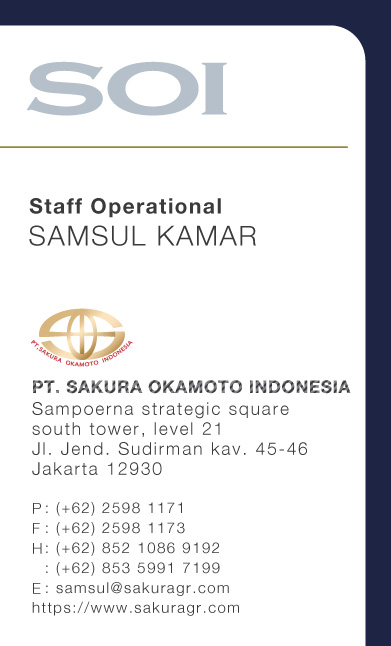 SOI
Staff Operational
SAMSUL KAMAR
PT. SAKURA OKAMOTO INDONESIA
PT. SAKURA OKAMOTO INDONESIA
Sampoerna strategic square
south tower, level 21
Jl. Jend. Sudirman kav. 45-46
Jakarta 12930
P : (+62) 2598 1171
F : (+62) 2598 1173
H : (+62) 852 1086 9192
: (+62) 853 5991 7199
E : samsul@sakuragr.com
https://www.sakuragr.com